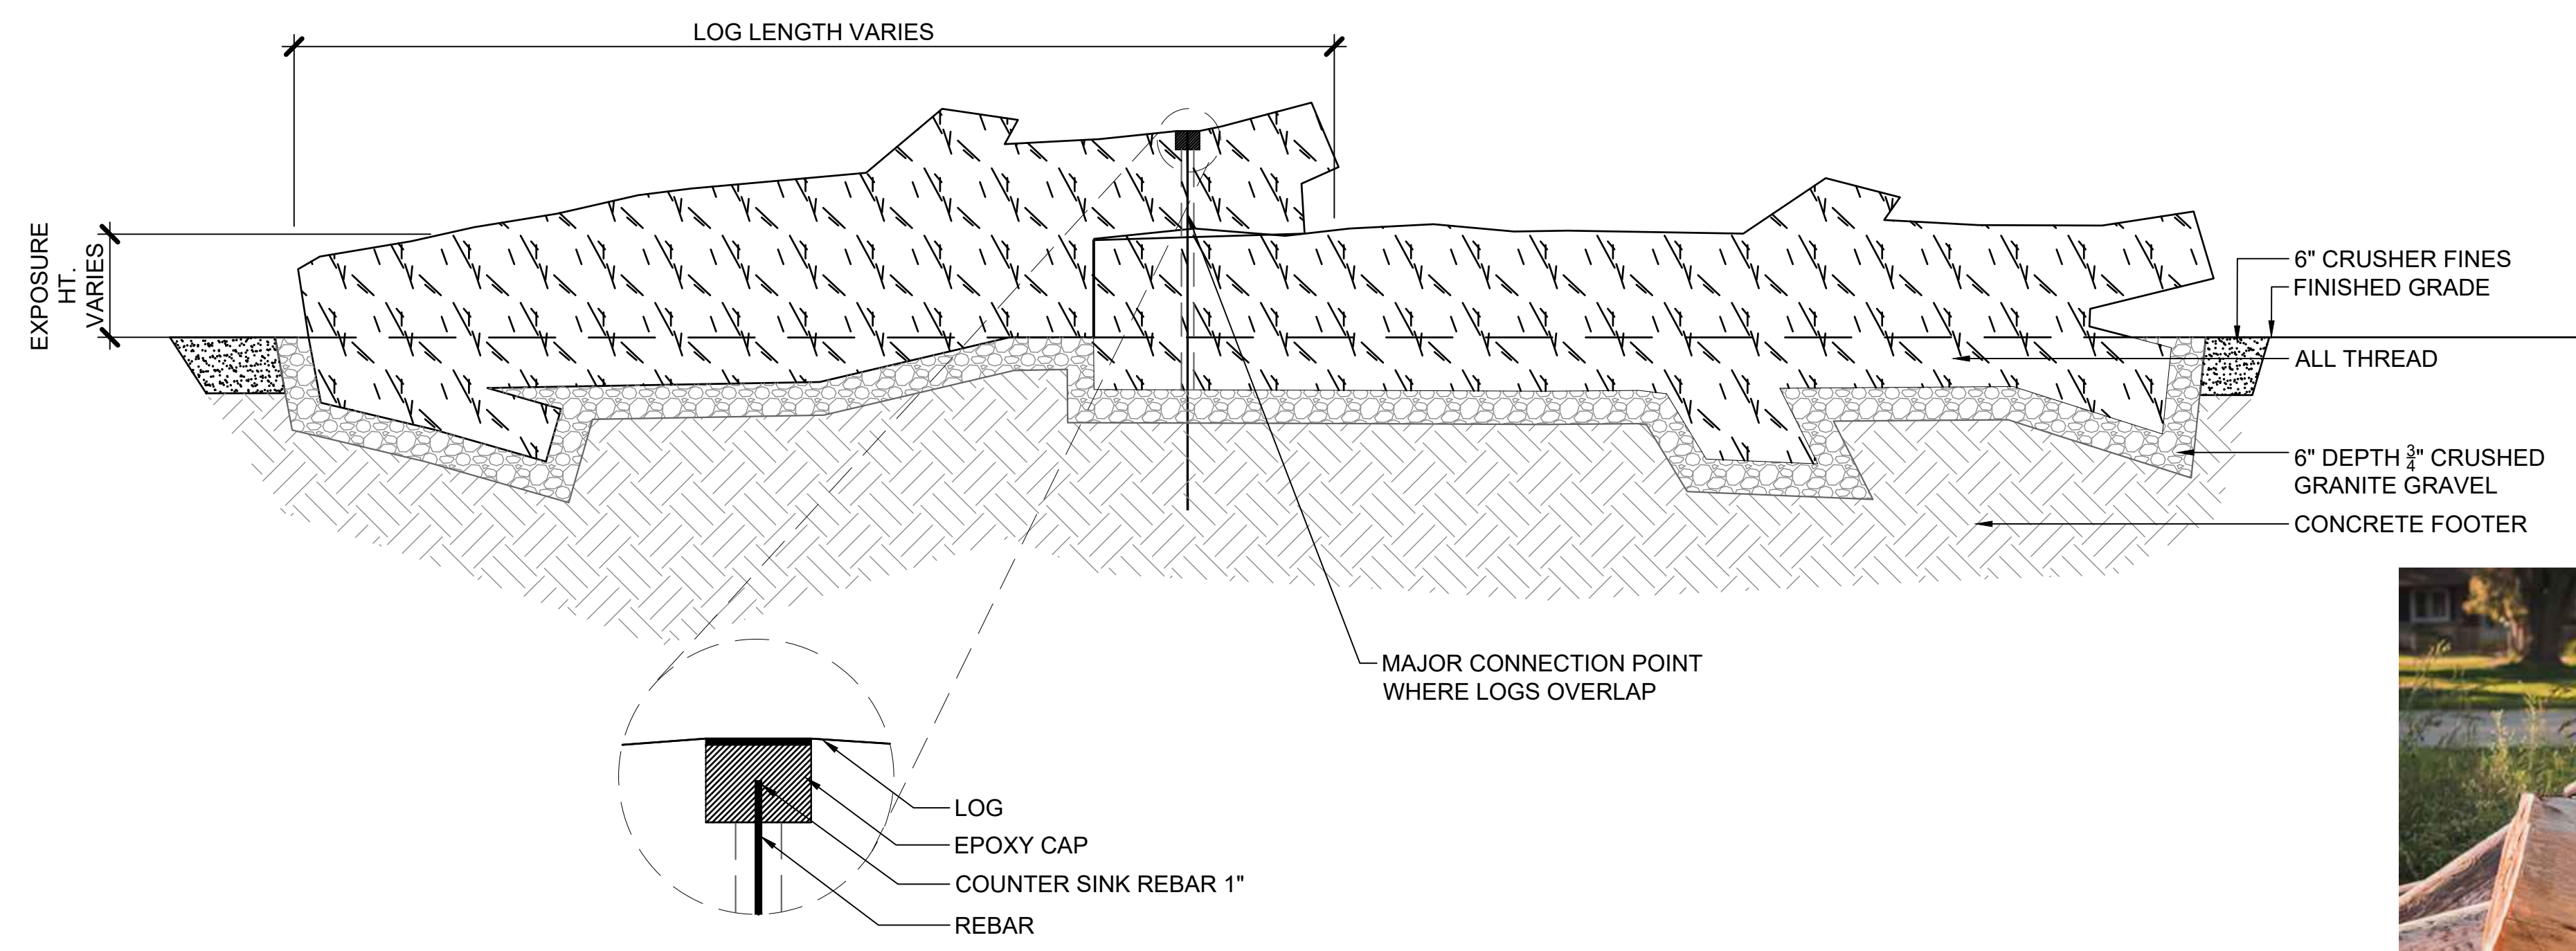 LOG LENGTH VARIES
EXPOSURE
HT.
VARIES
6" CRUSHER FINES
FINISHED GRADE
ALL THREAD
6" DEPTH 3/4" CRUSHED
GRANITE GRAVEL
CONCRETE FOOTER
MAJOR CONNECTION POINT
WHERE LOGS OVERLAP
LOG
EPOXY CAP
COUNTER SINK REBAR 1"
REBAR